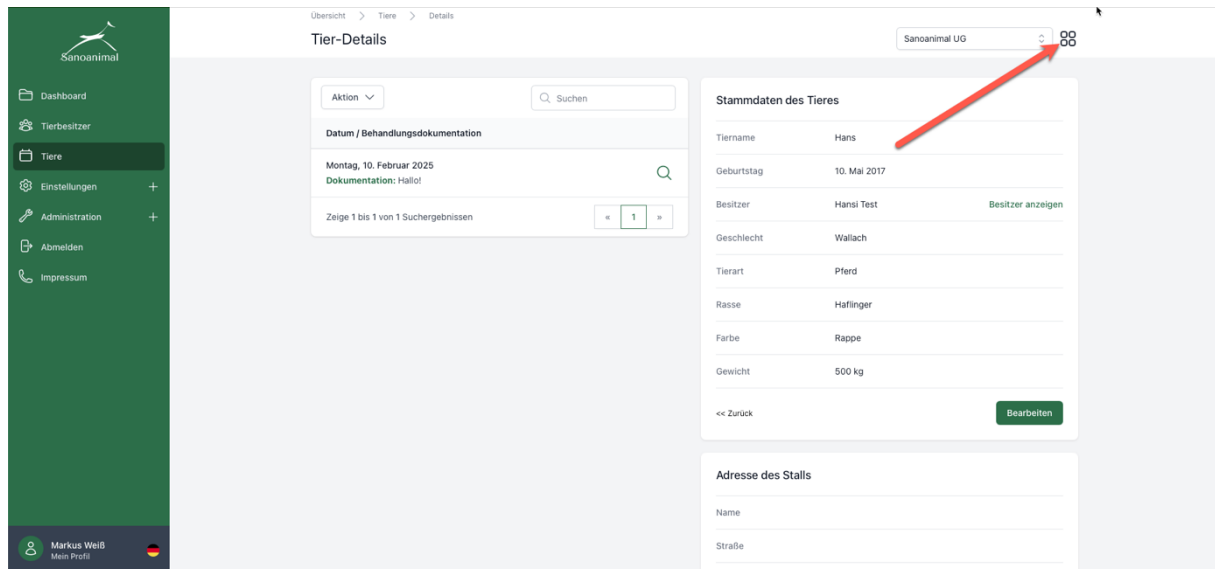 Sanoanimal
Dashboard
Tierbesitzer
Tiere
Einstellungen
Administration
Abmelden
Impressum
Markus Weiß
Mein Profil
Übersicht > Tiere > Details
Tier-Details
Sanoanimal UG
Aktion
Suchen
Datum / Behandlungsdokumentation
Montag, 10. Februar 2025
Dokumentation: Hallo!
Zeige 1 bis 1 von 1 Suchergebnissen
« 1 »
Stammdaten des Tieres
Tiername Hans
Geburtstag 10. Mai 2017
Besitzer Hansi Test Besitzer anzeigen
Geschlecht Wallach
Tierart Pferd
Rasse Haflinger
Farbe Rappe
Gewicht 500 kg
<< Zurück Bearbeiten
Adresse des Stalls
Name
Straße